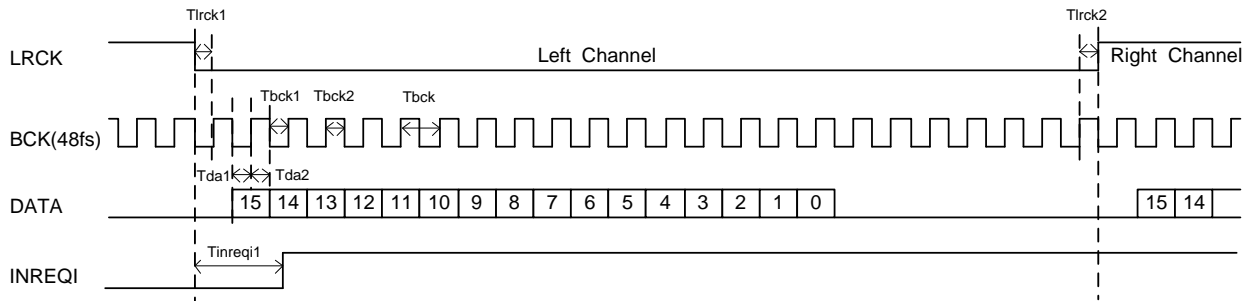 Tlrck1 Tlrck2
LRCK Left Channel Right Channel
Tbck1 Tbck2 Tbck
BCK(48fs)
Tda1 Tda2
DATA 15 14 13 12 11 10 9 8 7 6 5 4 3 2 1 0 15 14
Tinreqi1
INREQI